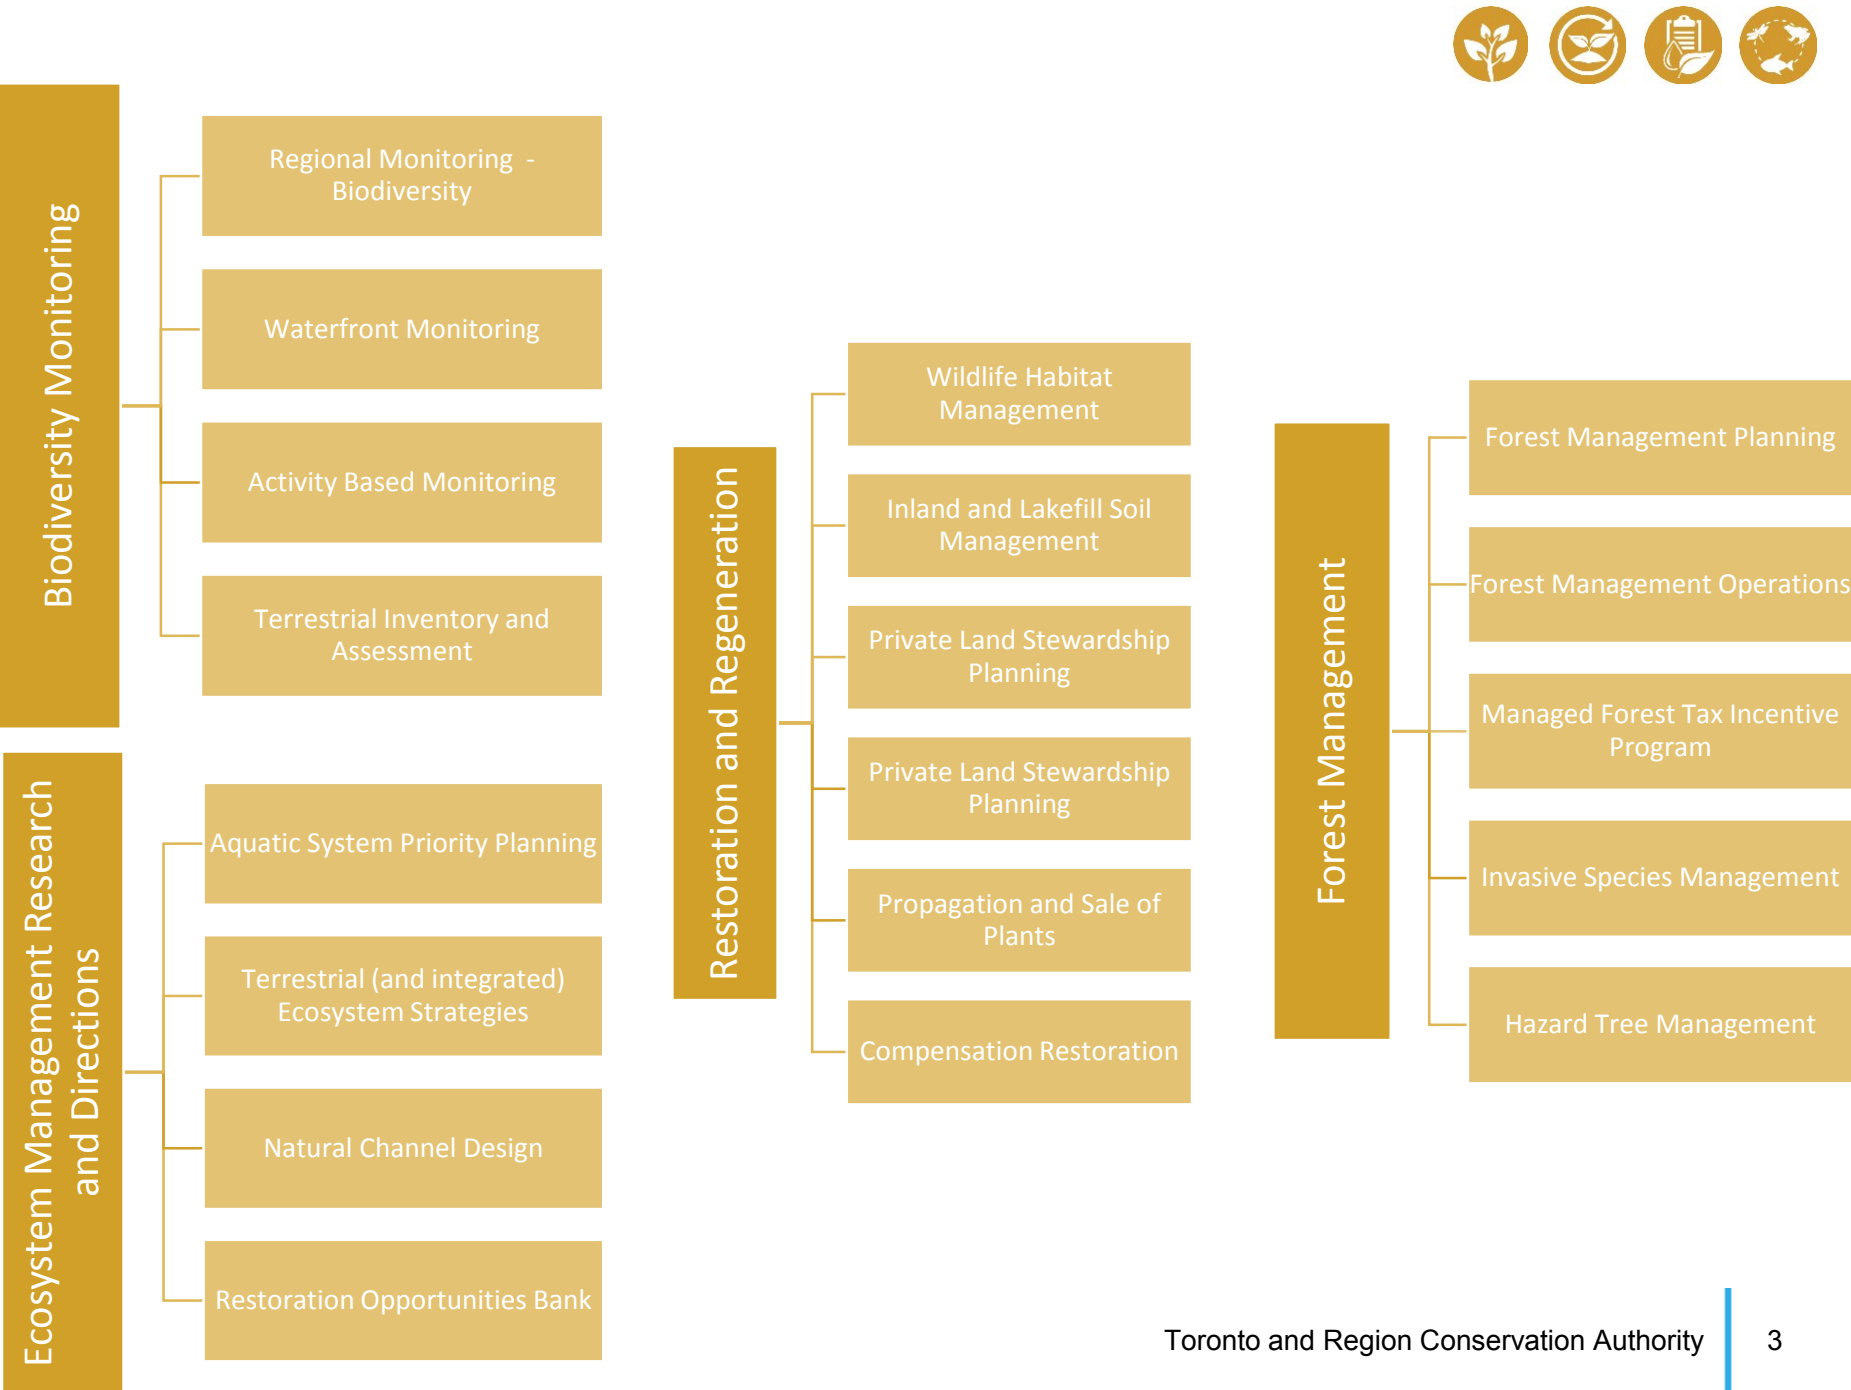 Biodiversity Monitoring
Regional Monitoring -
Biodiversity
Waterfront Monitoring
Activity Based Monitoring
Terrestrial Inventory and
Assessment
Ecosystem Management Research
and Directions
Aquatic System Priority Planning
Terrestrial (and integrated)
Ecosystem Strategies
Natural Channel Design
Restoration Opportunities Bank
Restoration and Regeneration
Wildlife Habitat
Management
Inland and Lakefill Soil
Management
Private Land Stewardship
Planning
Private Land Stewardship
Planning
Propagation and Sale of
Plants
Compensation Restoration
Forest Management
Forest Management Planning
Forest Management Operations
Managed Forest Tax Incentive
Program
Invasive Species Management
Hazard Tree Management
Toronto and Region Conservation Authority
3